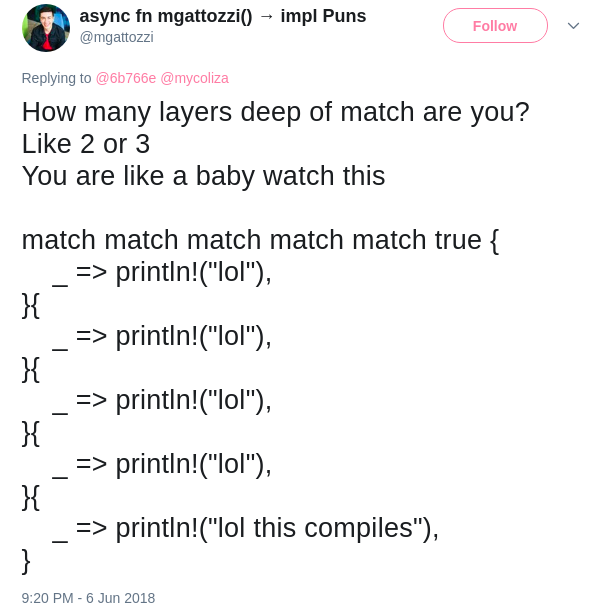 async fn mgattozzi() → impl Puns
@mgattozzi
Follow
Replying to @6b766e @mycoliza
How many layers deep of match are you?
Like 2 or 3
You are like a baby watch this
match match match match match true {
    _ => println!("lol"),
}{
    _ => println!("lol"),
}{
    _ => println!("lol"),
}{
    _ => println!("lol"),
}{
    _ => println!("lol this compiles"),
}
9:20 PM - 6 Jun 2018